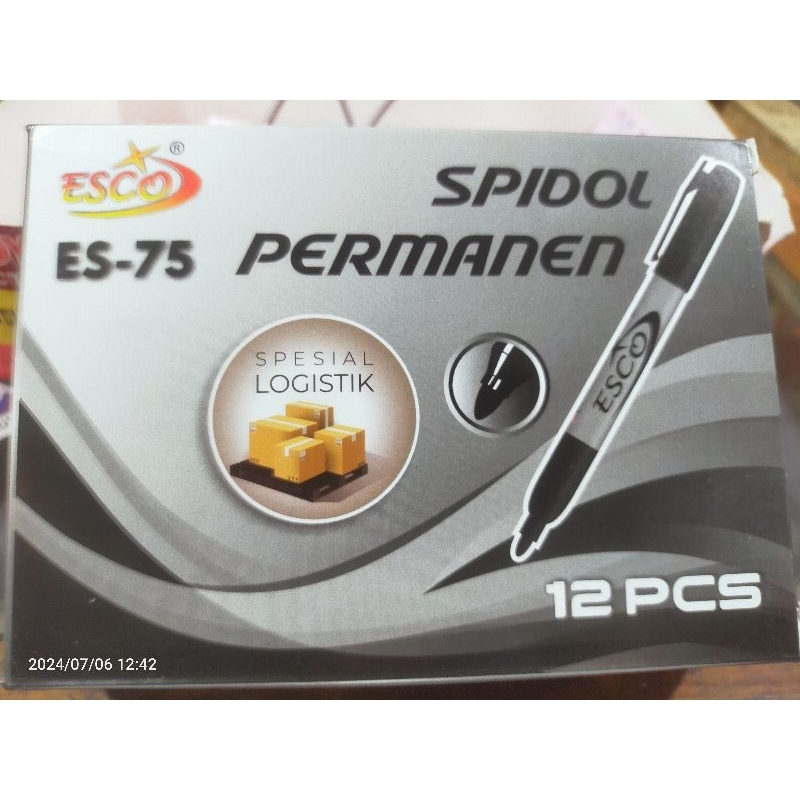 ESCO ®
ES-75
SPIDOL
PERMANEN
SPESIAL
LOGISTIK
ESCO
12 PCS
2024/07/06 12:42